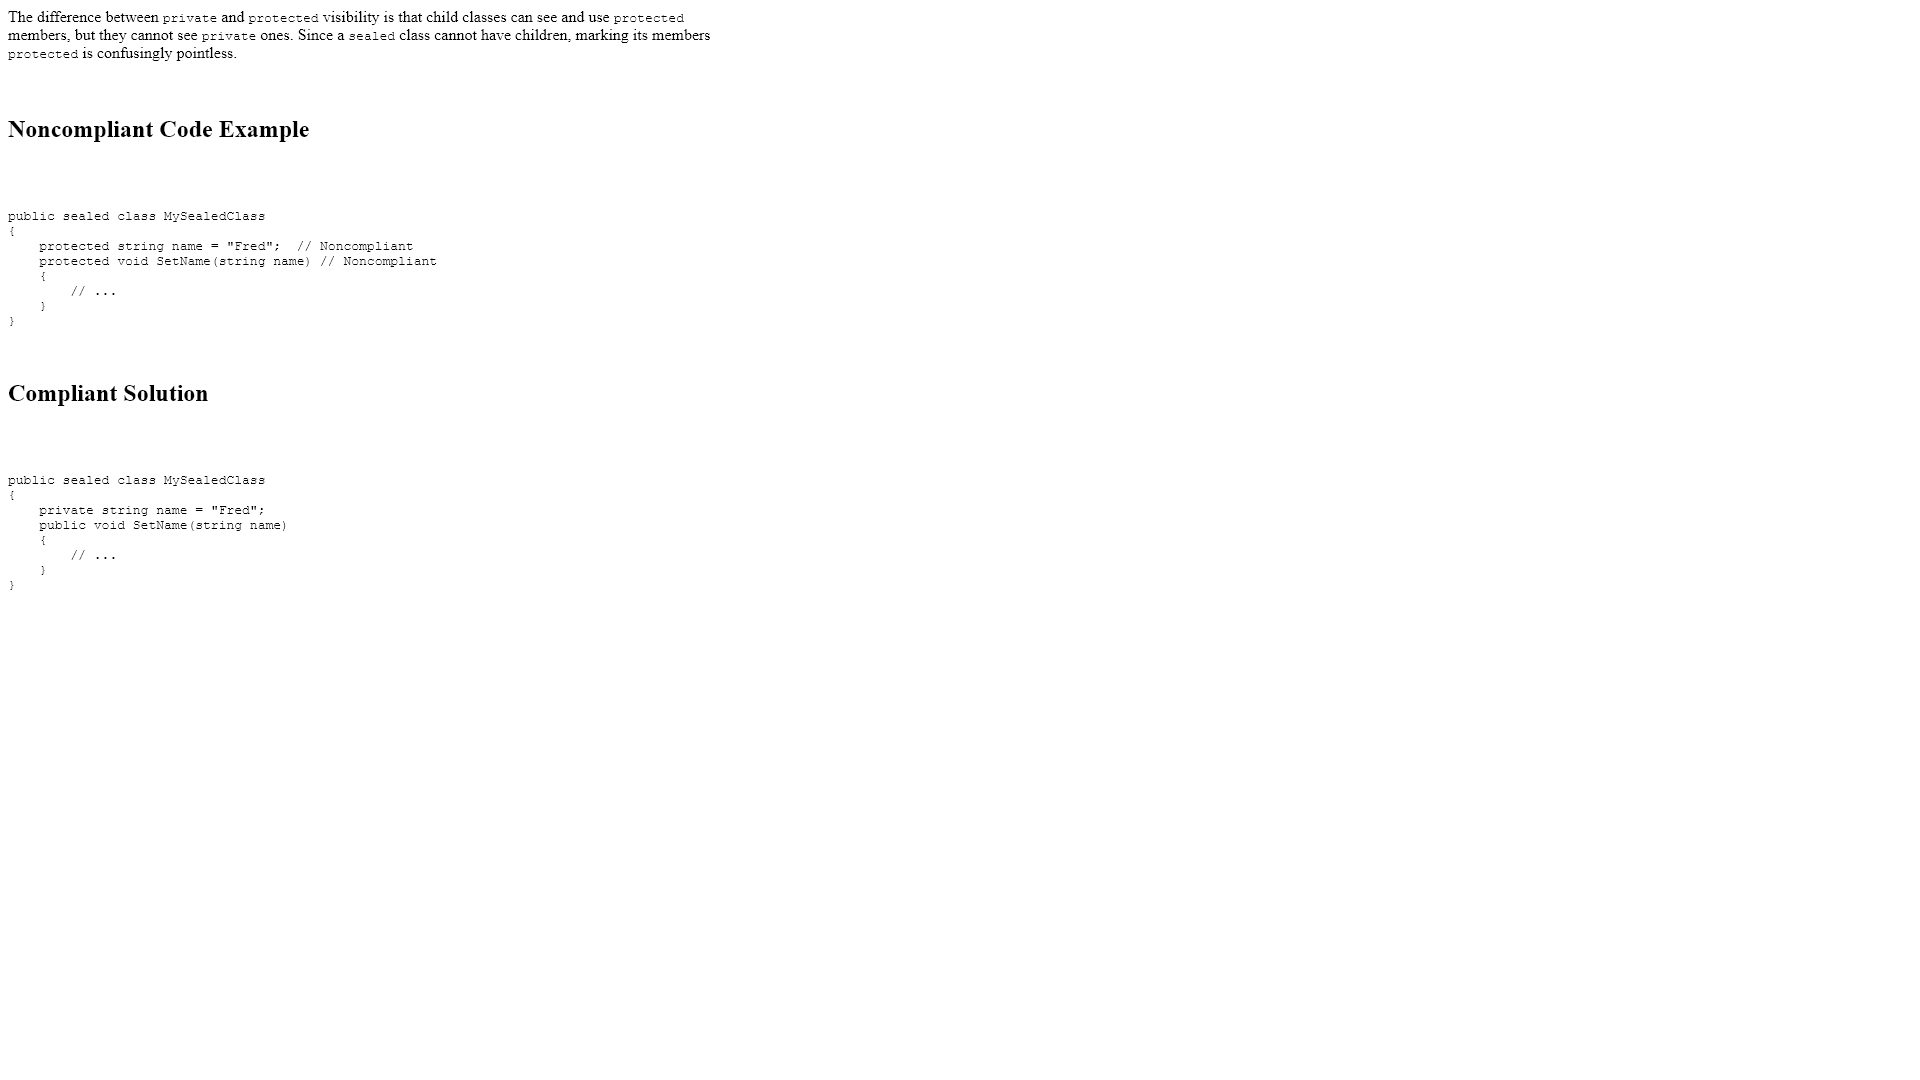 The difference between private and protected visibility is that child classes can see and use protected
members, but they cannot see private ones. Since a sealed class cannot have children, marking its members
protected is confusingly pointless.
Noncompliant Code Example
public sealed class MySealedClass
{
    protected string name = "Fred";  // Noncompliant
    protected void SetName(string name) // Noncompliant
    {
        // ...
    }
}
Compliant Solution
public sealed class MySealedClass
{
    private string name = "Fred";
    public void SetName(string name)
    {
        // ...
    }
}